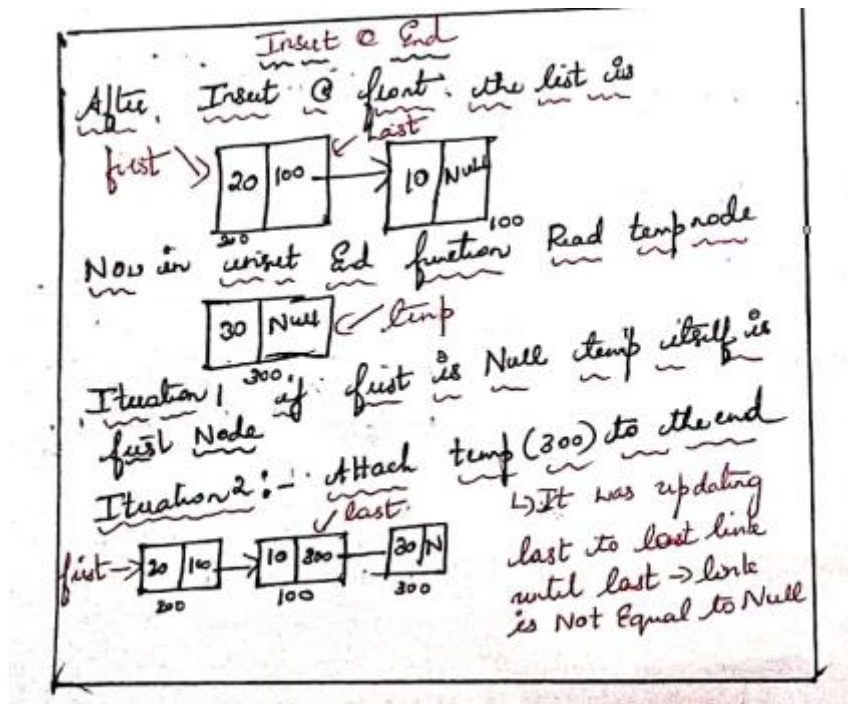 Insert @ End
After, Insert @ front, the list is
first last
20 100 10 NULL
200 100
Now in insert End function Read temp node
30 NULL temp
300
Iteration 1 if first is Null temp itself is
first Node
Iteration 2 :- Attach temp (300) to the end
last
first → 20 100 10 300 30 N
200 100 300
↳ It was updating
last to last link
until last → link
is Not Equal to Null